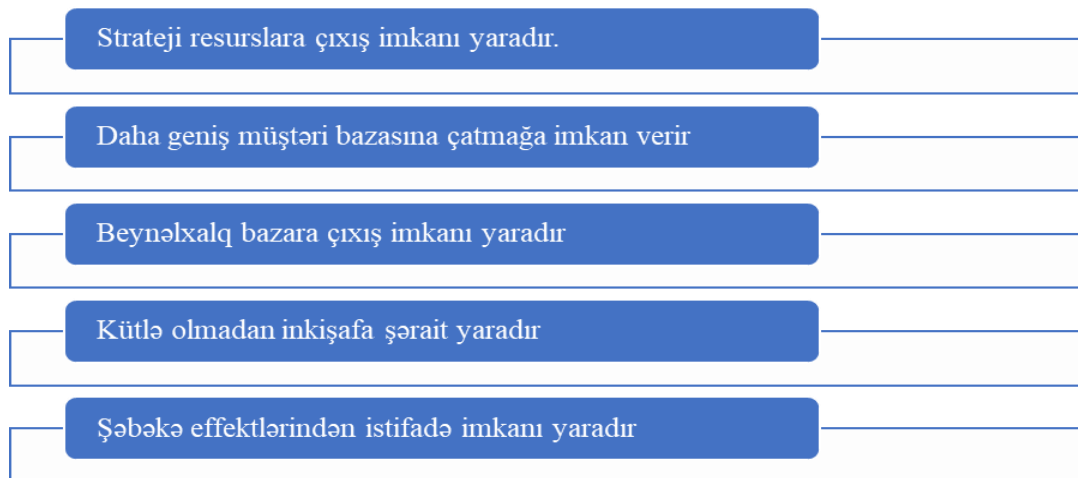 Strateji resurslara çıxış imkanı yaradır.
Daha geniş müştəri bazasına çatmağa imkan verir
Beynəlxalq bazara çıxış imkanı yaradır
Kütlə olmadan inkişafa şərait yaradır
Şəbəkə effektlərindən istifadə imkanı yaradır